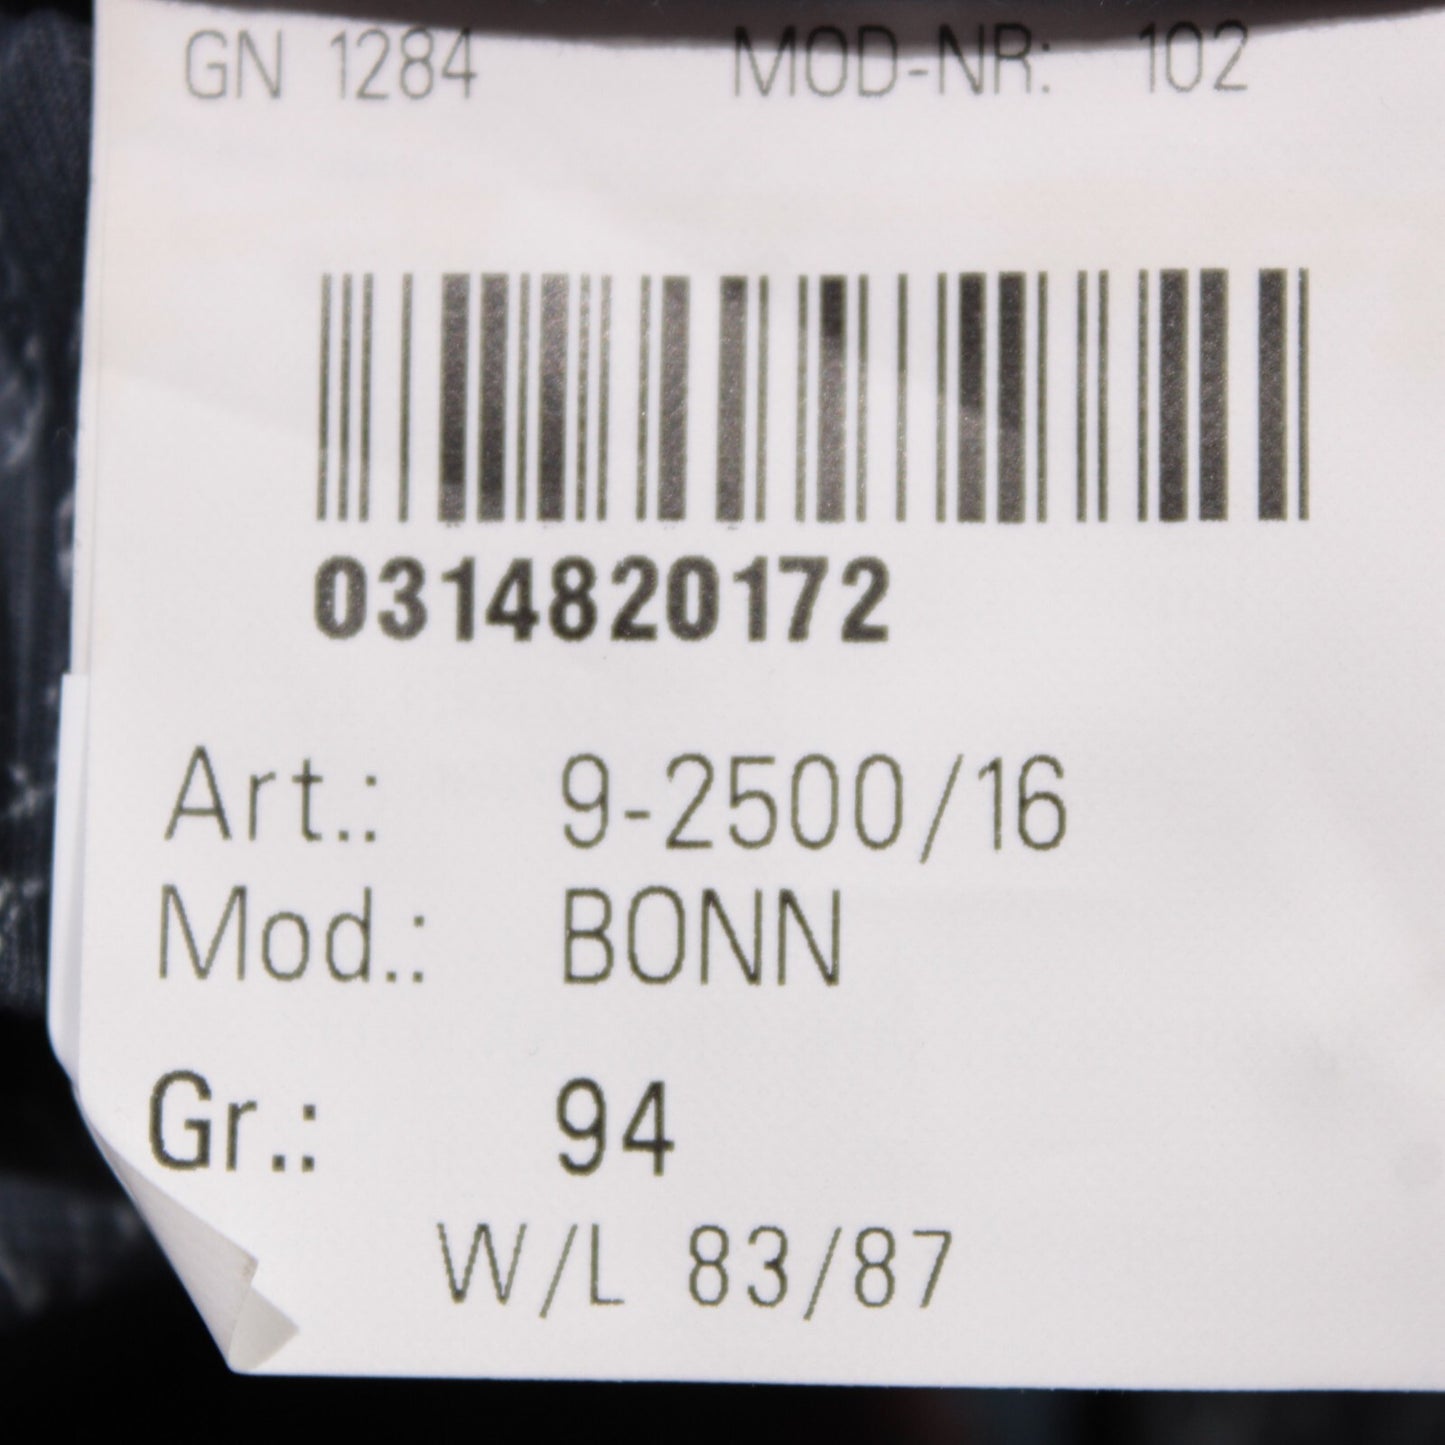 GN 1284 MOD-NR: 102
0314820172
Art.: 9-2500/16
Mod.: BONN
Gr.: 94
W/L 83/87